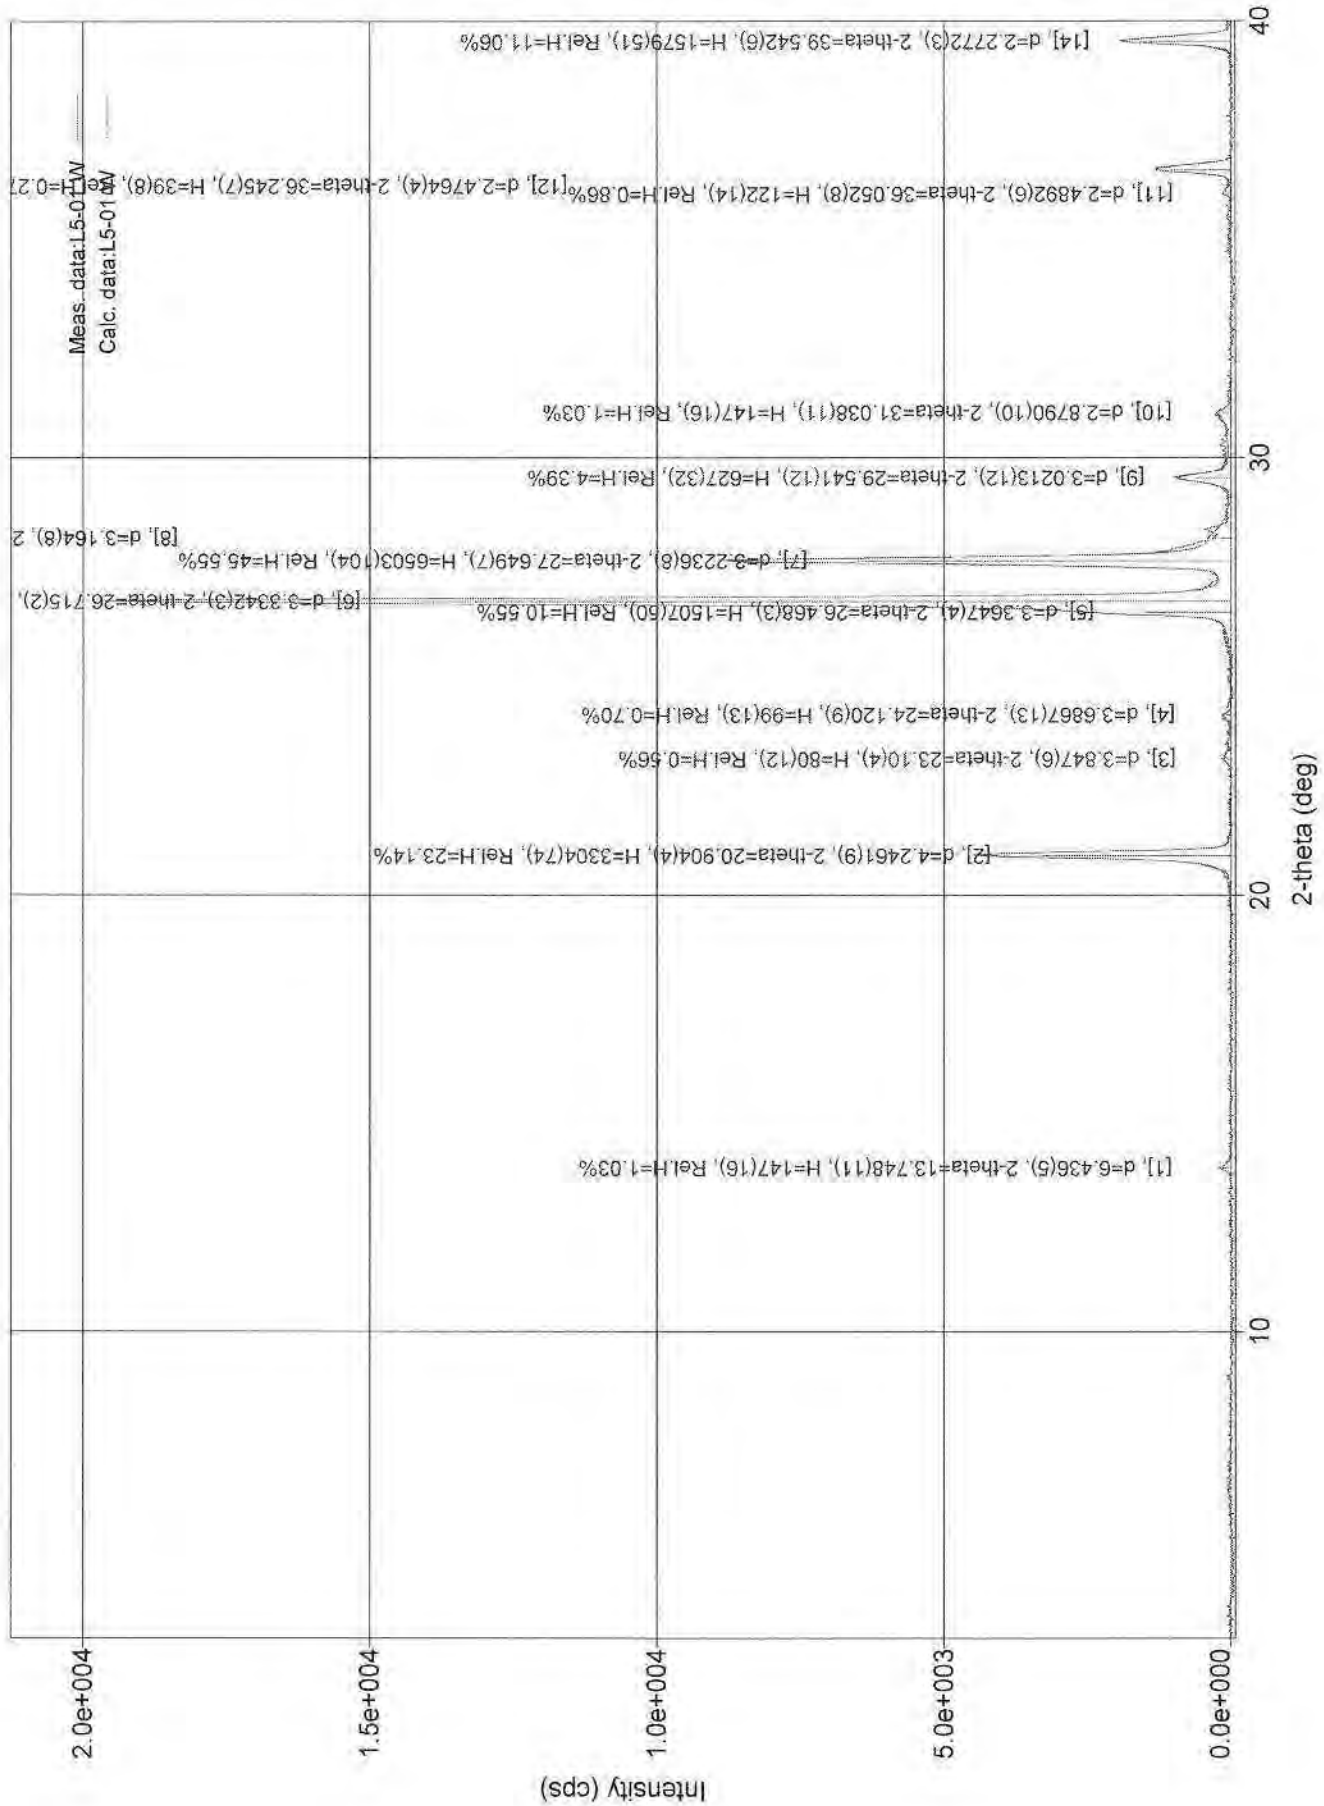 Meas. data:L5-01W
Calc. data:L5-01W
Intensity (cps)
2.0e+004
1.5e+004
1.0e+004
5.0e+003
0.0e+000
[1], d=6.436(5), 2-theta=13.748(11), H=147(16), Rel.H=1.03%
[2], d=4.2461(9), 2-theta=20.904(4), H=3304(74), Rel.H=23.14%
[3], d=3.847(6), 2-theta=23.10(4), H=80(12), Rel.H=0.56%
[4], d=3.6867(13), 2-theta=24.120(9), H=99(13), Rel.H=0.70%
[5], d=3.3647(4), 2-theta=26.468(3), H=1507(60), Rel.H=10.55%
[6], d=3.3342(3), 2-theta=26.715(2),
[7], d=3.2236(8), 2-theta=27.649(7), H=6503(104), Rel.H=45.55%
[8], d=3.164(8), 2
[9], d=3.0213(12), 2-theta=29.541(12), H=627(32), Rel.H=4.39%
[10], d=2.8790(10), 2-theta=31.038(11), H=147(16), Rel.H=1.03%
[11], d=2.4892(6), 2-theta=36.052(8), H=122(14), Rel.H=0.86%
[12], d=2.4764(4), 2-theta=36.245(7), H=39(8), Rel.H=0.27
[14], d=2.2772(3), 2-theta=39.542(6), H=1579(51), Rel.H=11.06%
10
20
30
40
2-theta (deg)